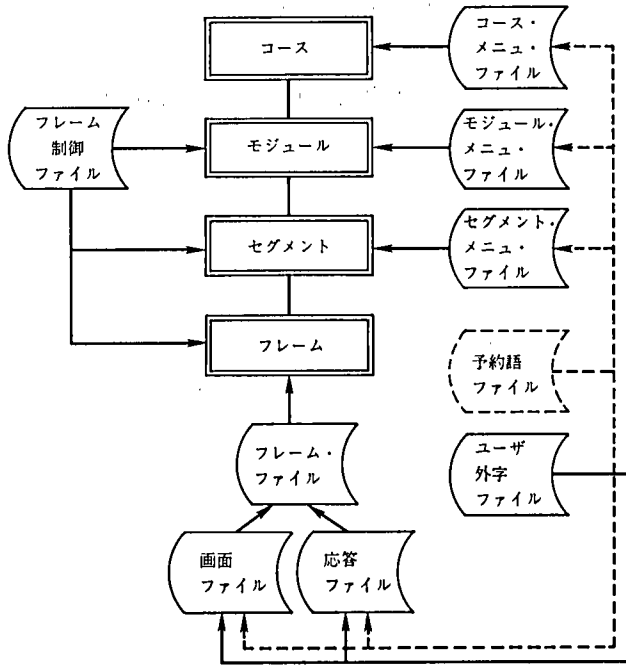 コース
コース・
メニュー・
ファイル
フレーム
制御
ファイル
モジュール
モジュール・
メニュー・
ファイル
セグメント
セグメント・
メニュー・
ファイル
フレーム
予約語
ファイル
フレーム・
ファイル
ユーザ
外字
ファイル
画面
ファイル
応答
ファイル